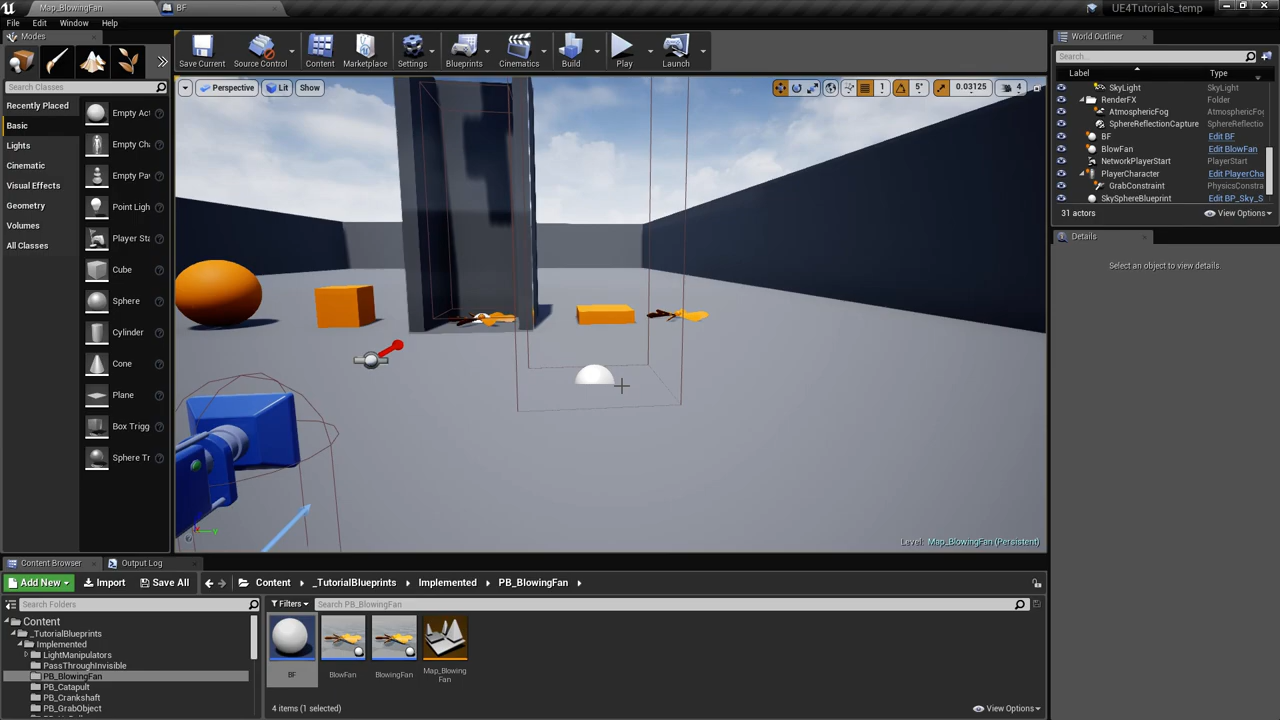 Map_BlowingFan
BF
UE4Tutorials_temp
File Edit Window Help
Modes
Search Classes
Recently Placed
Basic
Lights
Cinematic
Visual Effects
Geometry
Volumes
All Classes
Empty Act
Empty Cha
Empty Pav
Point Ligh
Player Sta
Cube
Sphere
Cylinder
Cone
Plane
Box Trigg
Sphere Tr
Save Current
Source Control
Content
Marketplace
Settings
Blueprints
Cinematics
Build
Play
Launch
Perspective
Lit
Show
1
5°
0.03125
4
Level: Map_BlowingFan (Persistent)
World Outliner
Search...
Label Type
SkyLight SkyLight
RenderFX Folder
AtmosphericFog AtmosphericFog
SphereReflectionCapture SphereReflectio
BF Edit BF
BlowFan Edit BlowFan
NetworkPlayerStart PlayerStart
PlayerCharacter Edit PlayerCha
GrabConstraint PhysicsConstra
SkySphereBlueprint Edit BP_Sky_S
31 actors
View Options
Details
Select an object to view details.
Content Browser
Output Log
Add New
Import
Save All
Content
_TutorialBlueprints
Implemented
PB_BlowingFan
Search Folders
Filters
Search PB_BlowingFan
Content
_TutorialBlueprints
Implemented
LightManipulators
PassThroughInvisible
PB_BlowingFan
PB_Catapult
PB_Crankshaft
PB_GrabObject
BF
BlowFan
BlowingFan
Map_Blowing
Fan
4 items (1 selected)
View Options